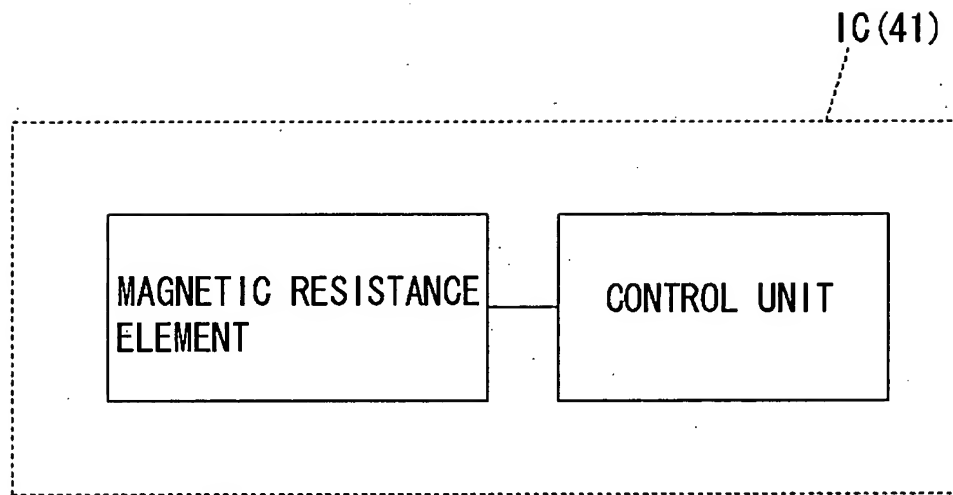 IC(41)
MAGNETIC RESISTANCE
ELEMENT
CONTROL UNIT